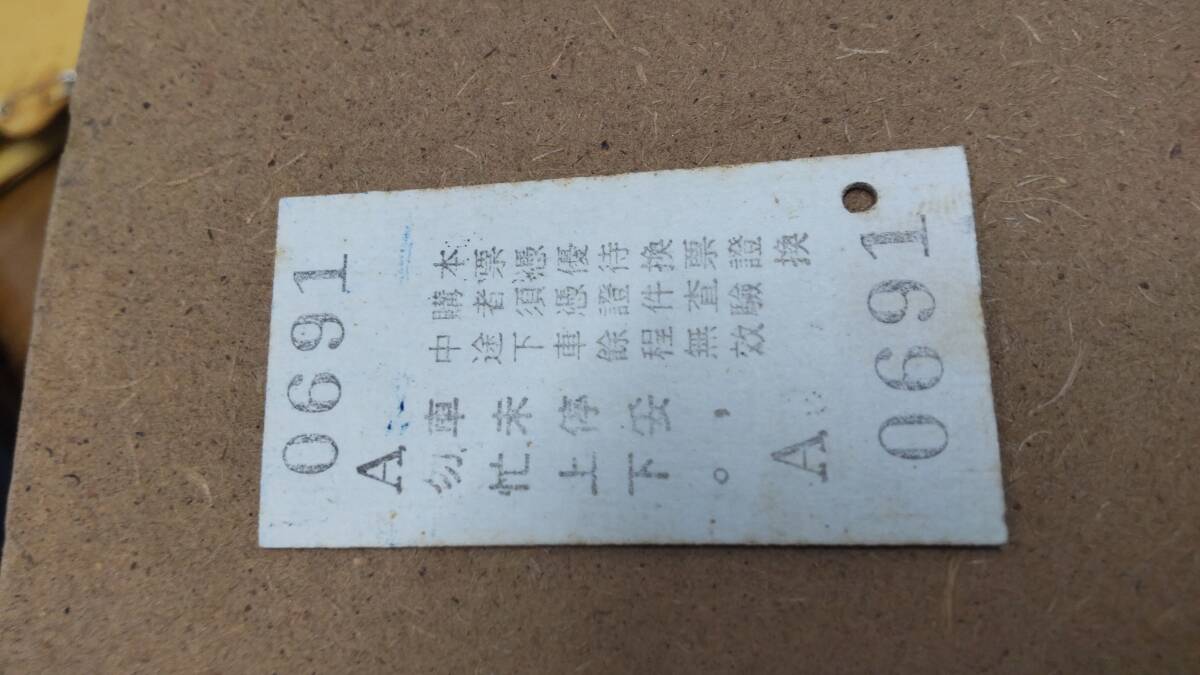 0691
A
本票憑優待換票證換
購者須憑證件查驗
中途下車餘程無效
車未停妥，
勿忙上下。
A
0691